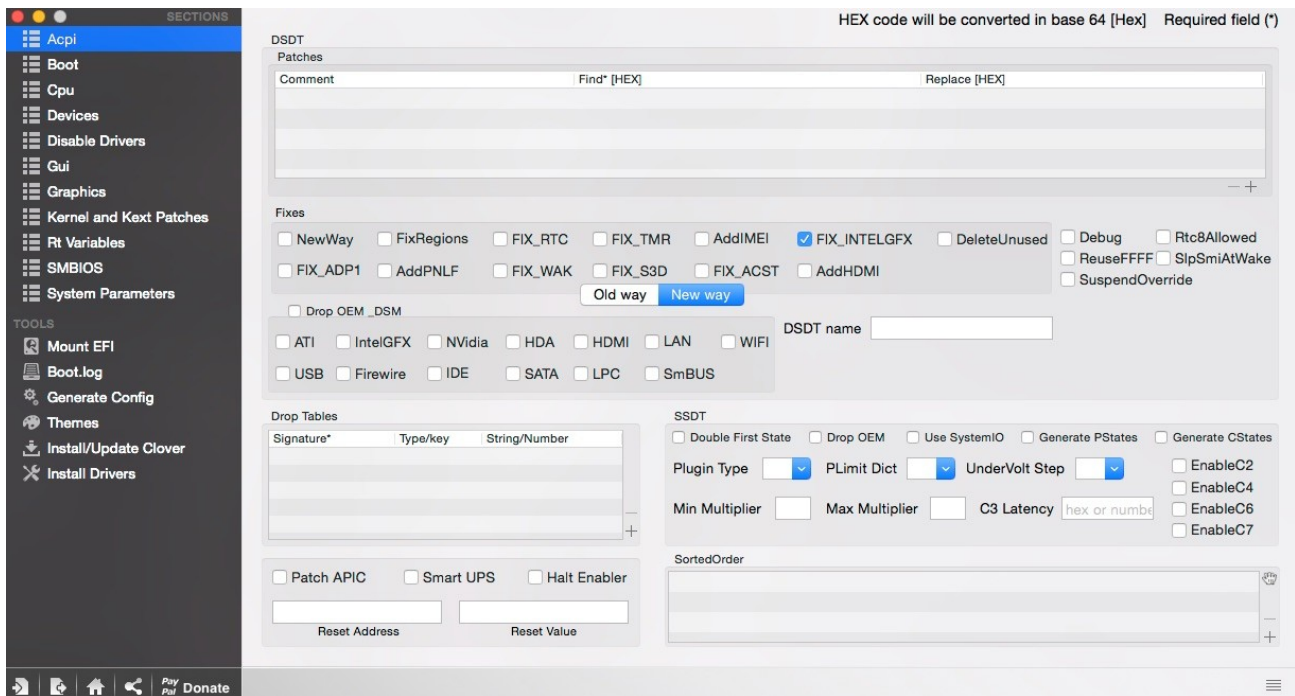 SECTIONS
Acpi
Boot
Cpu
Devices
Disable Drivers
Gui
Graphics
Kernel and Kext Patches
Rt Variables
SMBIOS
System Parameters
TOOLS
Mount EFI
Boot.log
Generate Config
Themes
Install/Update Clover
Install Drivers
Pay Pal Donate
HEX code will be converted in base 64 [Hex] Required field (*)
DSDT
Patches
Comment Find* [HEX] Replace [HEX]
Fixes
NewWay FixRegions FIX_RTC FIX_TMR AddIMEI FIX_INTELGFX DeleteUnused
FIX_ADP1 AddPNLF FIX_WAK FIX_S3D FIX_ACST AddHDMI
Debug Rtc8Allowed
ReuseFFFF SlpSmiAtWake
SuspendOverride
Old way New way
Drop OEM _DSM
ATI IntelGFX NVidia HDA HDMI LAN WIFI
USB Firewire IDE SATA LPC SmBUS
DSDT name
Drop Tables
Signature* Type/key String/Number
SSDT
Double First State Drop OEM Use SystemIO Generate PStates Generate CStates
Plugin Type PLimit Dict UnderVolt Step
Min Multiplier Max Multiplier C3 Latency hex or numbe
EnableC2
EnableC4
EnableC6
EnableC7
Patch APIC Smart UPS Halt Enabler
Reset Address Reset Value
SortedOrder